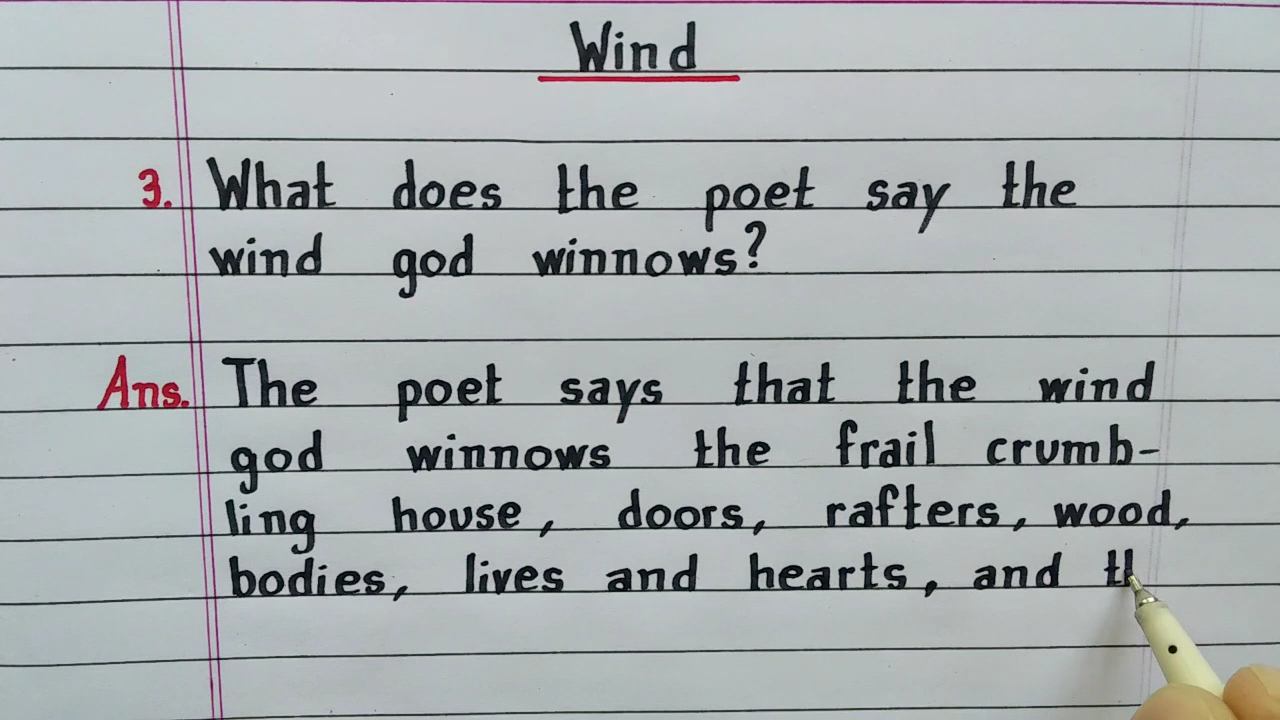 Wind
3. What does the poet say the
wind god winnows?
Ans. The poet says that the wind
god winnows the frail crumb-
ling house, doors, rafters, wood,
bodies, lives and hearts, and